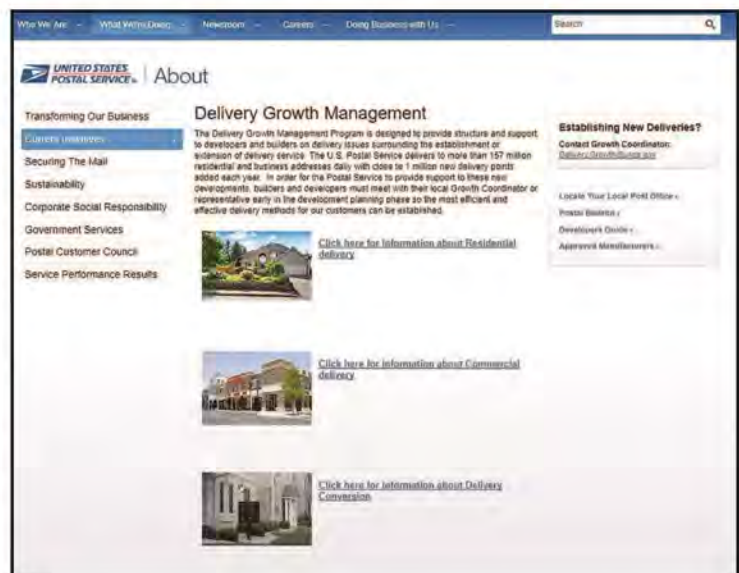 Who We Are
What We're Doing
Newsroom
Careers
Doing Business with Us
Search
UNITED STATES
POSTAL SERVICE
About
Transforming Our Business
Current Initiatives
Securing The Mail
Sustainability
Corporate Social Responsibility
Government Services
Postal Customer Council
Service Performance Results
Delivery Growth Management
The Delivery Growth Management Program is designed to provide structure and support
to developers and builders on delivery issues surrounding the establishment or
extension of delivery service. The U.S. Postal Service delivers to more than 157 million
residential and business addresses daily with close to 1 million new delivery points
added each year. In order for the Postal Service to provide support to these new
developments, builders and developers must meet with their local Growth Coordinator or
representative early in the development planning phase so the most efficient and
effective delivery methods for our customers can be established.
Click here for Information about Residential
delivery
Click here for Information about Commercial
delivery
Click here for Information about Delivery
Conversion
Establishing New Deliveries?
Contact Growth Coordinator:
Locate Your Local Post Office ›
Postal Bulletin ›
Developers Guide ›
Approved Manufacturers ›